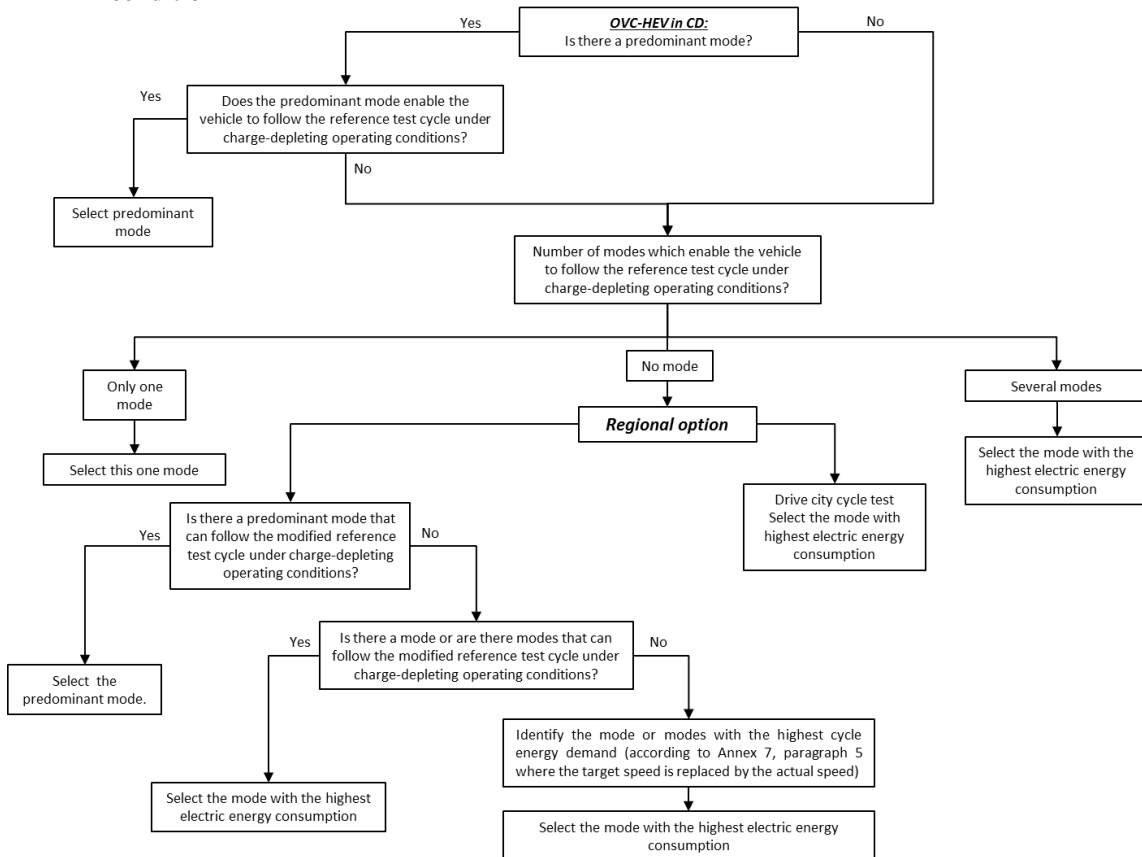 Yes
OVC-HEV in CD:
Is there a predominant mode?
No
Yes
Does the predominant mode enable the
vehicle to follow the reference test cycle under
charge-depleting operating conditions?
No
Select predominant
mode
Number of modes which enable the vehicle
to follow the reference test cycle under
charge-depleting operating conditions?
Only one
mode
No mode
Several modes
Select this one mode
Regional option
Select the mode with the
highest electric energy
consumption
Drive city cycle test
Select the mode with
highest electric energy
consumption
Yes
Is there a predominant mode that
can follow the modified reference
test cycle under charge-depleting
operating conditions?
No
Select the
predominant mode.
Yes
Is there a mode or are there modes that can
follow the modified reference test cycle under
charge-depleting operating conditions?
No
Identify the mode or modes with the highest cycle
energy demand (according to Annex 7, paragraph 5
where the target speed is replaced by the actual speed)
Select the mode with the highest
electric energy consumption
Select the mode with the highest electric energy
consumption